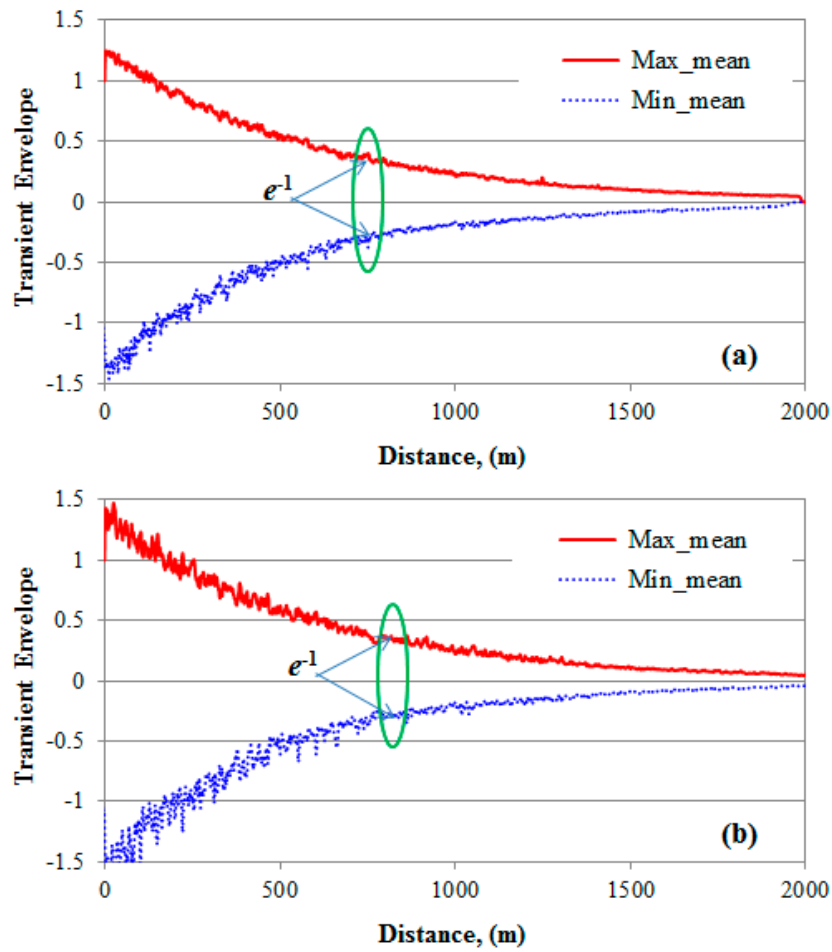 1.5
1
0.5
0
-0.5
-1
-1.5
Transient Envelope
Max_mean
Min_mean
e-1
(a)
0 500 1000 1500 2000
Distance, (m)
1.5
1
0.5
0
-0.5
-1
-1.5
Transient Envelope
Max_mean
Min_mean
e-1
(b)
0 500 1000 1500 2000
Distance, (m)